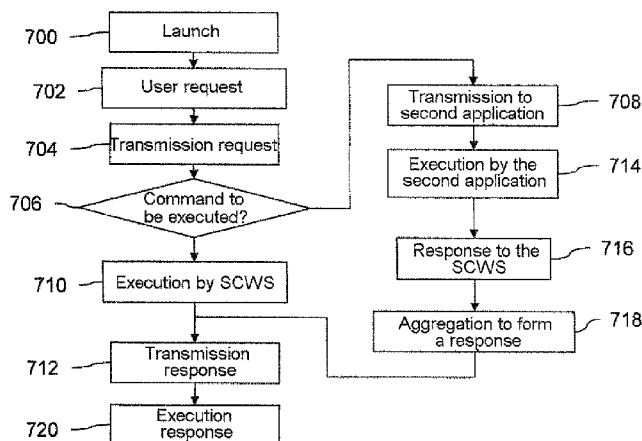 700
Launch
702
User request
704
Transmission request
706
Command to
be executed?
710
Execution by SCWS
712
Transmission
response
720
Execution
response
Transmission to
second application
708
Execution by the
second application
714
Response to the
SCWS
716
Aggregation to form
a response
718